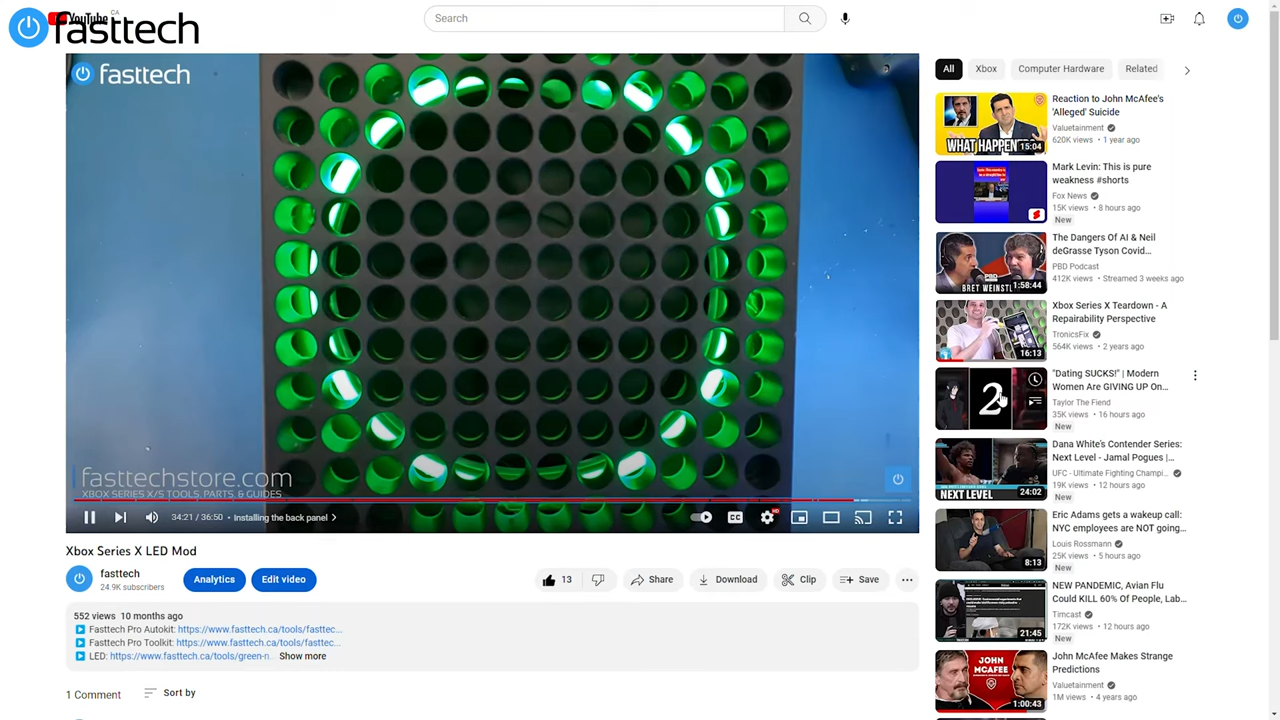 YouTube CA
fasttech
Search
fasttech
fasttechstore.com
XBOX SERIES X/S TOOLS, PARTS, & GUIDES
34:21 / 36:50 • Installing the back panel >
CC
HD
Xbox Series X LED Mod
fasttech
24.9K subscribers
Analytics
Edit video
13
Share
Download
Clip
Save
552 views 10 months ago
Fasttech Pro Autokit: https://www.fasttech.ca/tools/fasttec...
Fasttech Pro Toolkit: https://www.fasttech.ca/tools/fasttec...
LED: https://www.fasttech.ca/tools/green-n... Show more
1 Comment
Sort by
All
Xbox
Computer Hardware
Related
WHAT HAPPEN
15:04
Reaction to John McAfee's
'Alleged' Suicide
Valuetainment
620K views • 1 year ago
Mark Levin: This is pure
weakness #shorts
Fox News
15K views • 8 hours ago
New
PBD
BRET WEINST
1:58:44
The Dangers Of AI & Neil
deGrasse Tyson Covid...
PBD Podcast
412K views • Streamed 3 weeks ago
16:13
Xbox Series X Teardown - A
Repairability Perspective
TronicsFix
564K views • 2 years ago
2
"Dating SUCKS!" | Modern
Women Are GIVING UP On...
Taylor The Fiend
35K views • 16 hours ago
New
NEXT LEVEL
24:02
Dana White's Contender Series:
Next Level - Jamal Pogues |...
UFC - Ultimate Fighting Champi...
19K views • 12 hours ago
New
8:13
Eric Adams gets a wakeup call:
NYC employees are NOT going...
Louis Rossmann
25K views • 5 hours ago
New
21:45
NEW PANDEMIC, Avian Flu
Could KILL 60% Of People, Lab...
Timcast
172K views • 12 hours ago
New
JOHN
MCAFEE
1:00:43
John McAfee Makes Strange
Predictions
Valuetainment
1M views • 4 years ago